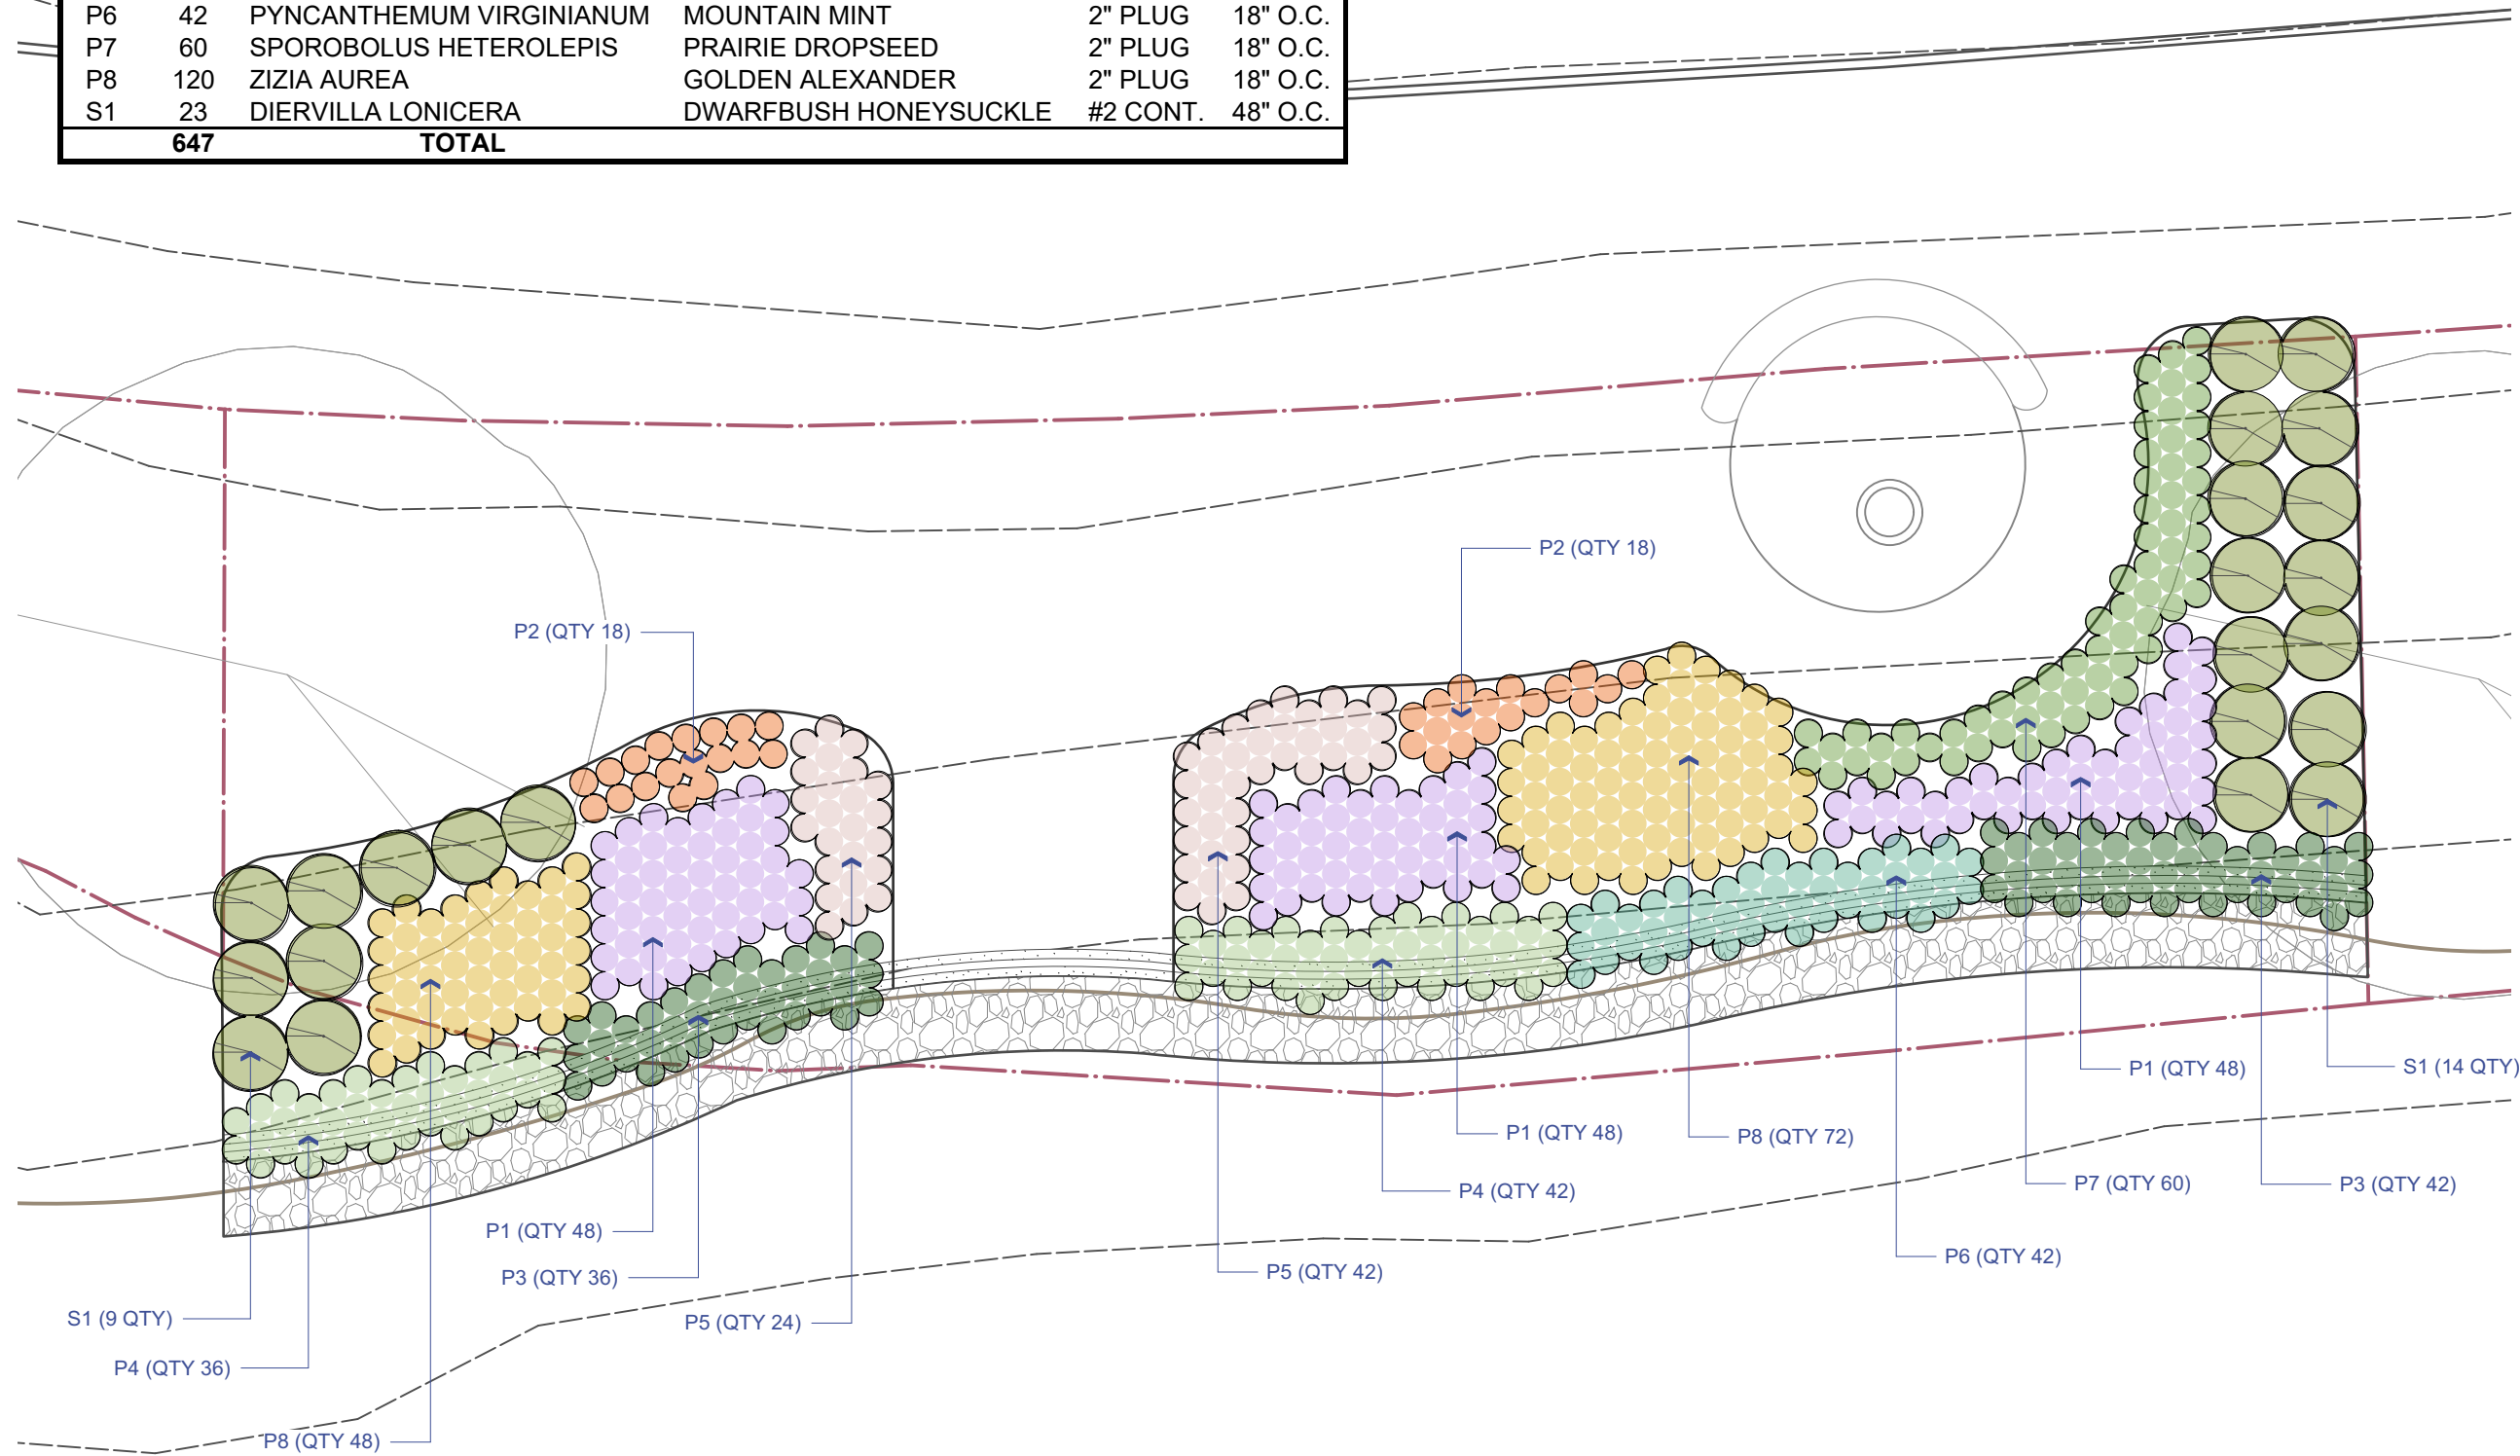 P6 42 PYNCANTHEMUM VIRGINIANUM MOUNTAIN MINT 2" PLUG 18" O.C.
P7 60 SPOROBOLUS HETEROLEPIS PRAIRIE DROPSEED 2" PLUG 18" O.C.
P8 120 ZIZIA AUREA GOLDEN ALEXANDER 2" PLUG 18" O.C.
S1 23 DIERVILLA LONICERA DWARFBUSH HONEYSUCKLE #2 CONT. 48" O.C.
647 TOTAL
P2 (QTY 18)
P2 (QTY 18)
S1 (14 QTY)
P1 (QTY 48)
P1 (QTY 48)
P8 (QTY 72)
P7 (QTY 60)
P3 (QTY 42)
P4 (QTY 42)
P1 (QTY 48)
P6 (QTY 42)
P5 (QTY 42)
P3 (QTY 36)
S1 (9 QTY)
P5 (QTY 24)
P4 (QTY 36)
P8 (QTY 48)